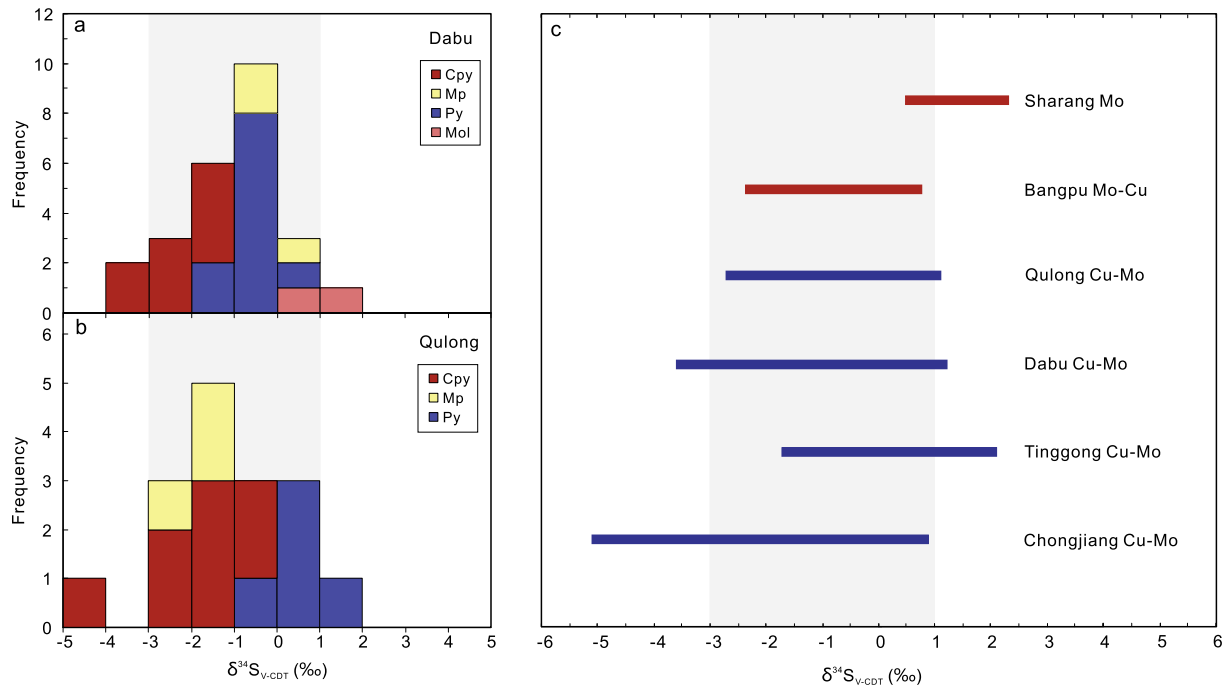 a
Dabu
Cpy
Mp
Py
Mol
12
10
8
6
4
2
0
Frequency
b
Qulong
Cpy
Mp
Py
6
5
4
3
2
1
0
Frequency
-5 -4 -3 -2 -1 0 1 2 3 4 5
δ34S V-CDT (‰)
c
Sharang Mo
Bangpu Mo-Cu
Qulong Cu-Mo
Dabu Cu-Mo
Tinggong Cu-Mo
Chongjiang Cu-Mo
-6 -5 -4 -3 -2 -1 0 1 2 3 4 5 6
δ34S V-CDT (‰)